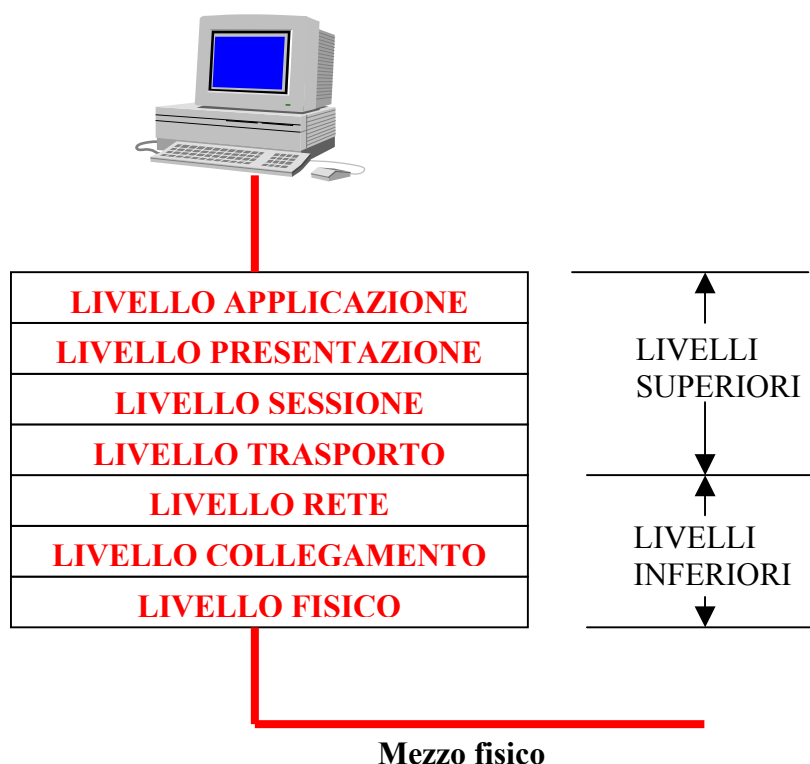 LIVELLO APPLICAZIONE
LIVELLO PRESENTAZIONE
LIVELLO SESSIONE
LIVELLO TRASPORTO
LIVELLO RETE
LIVELLO COLLEGAMENTO
LIVELLO FISICO
LIVELLI
SUPERIORI
LIVELLI
INFERIORI
Mezzo fisico